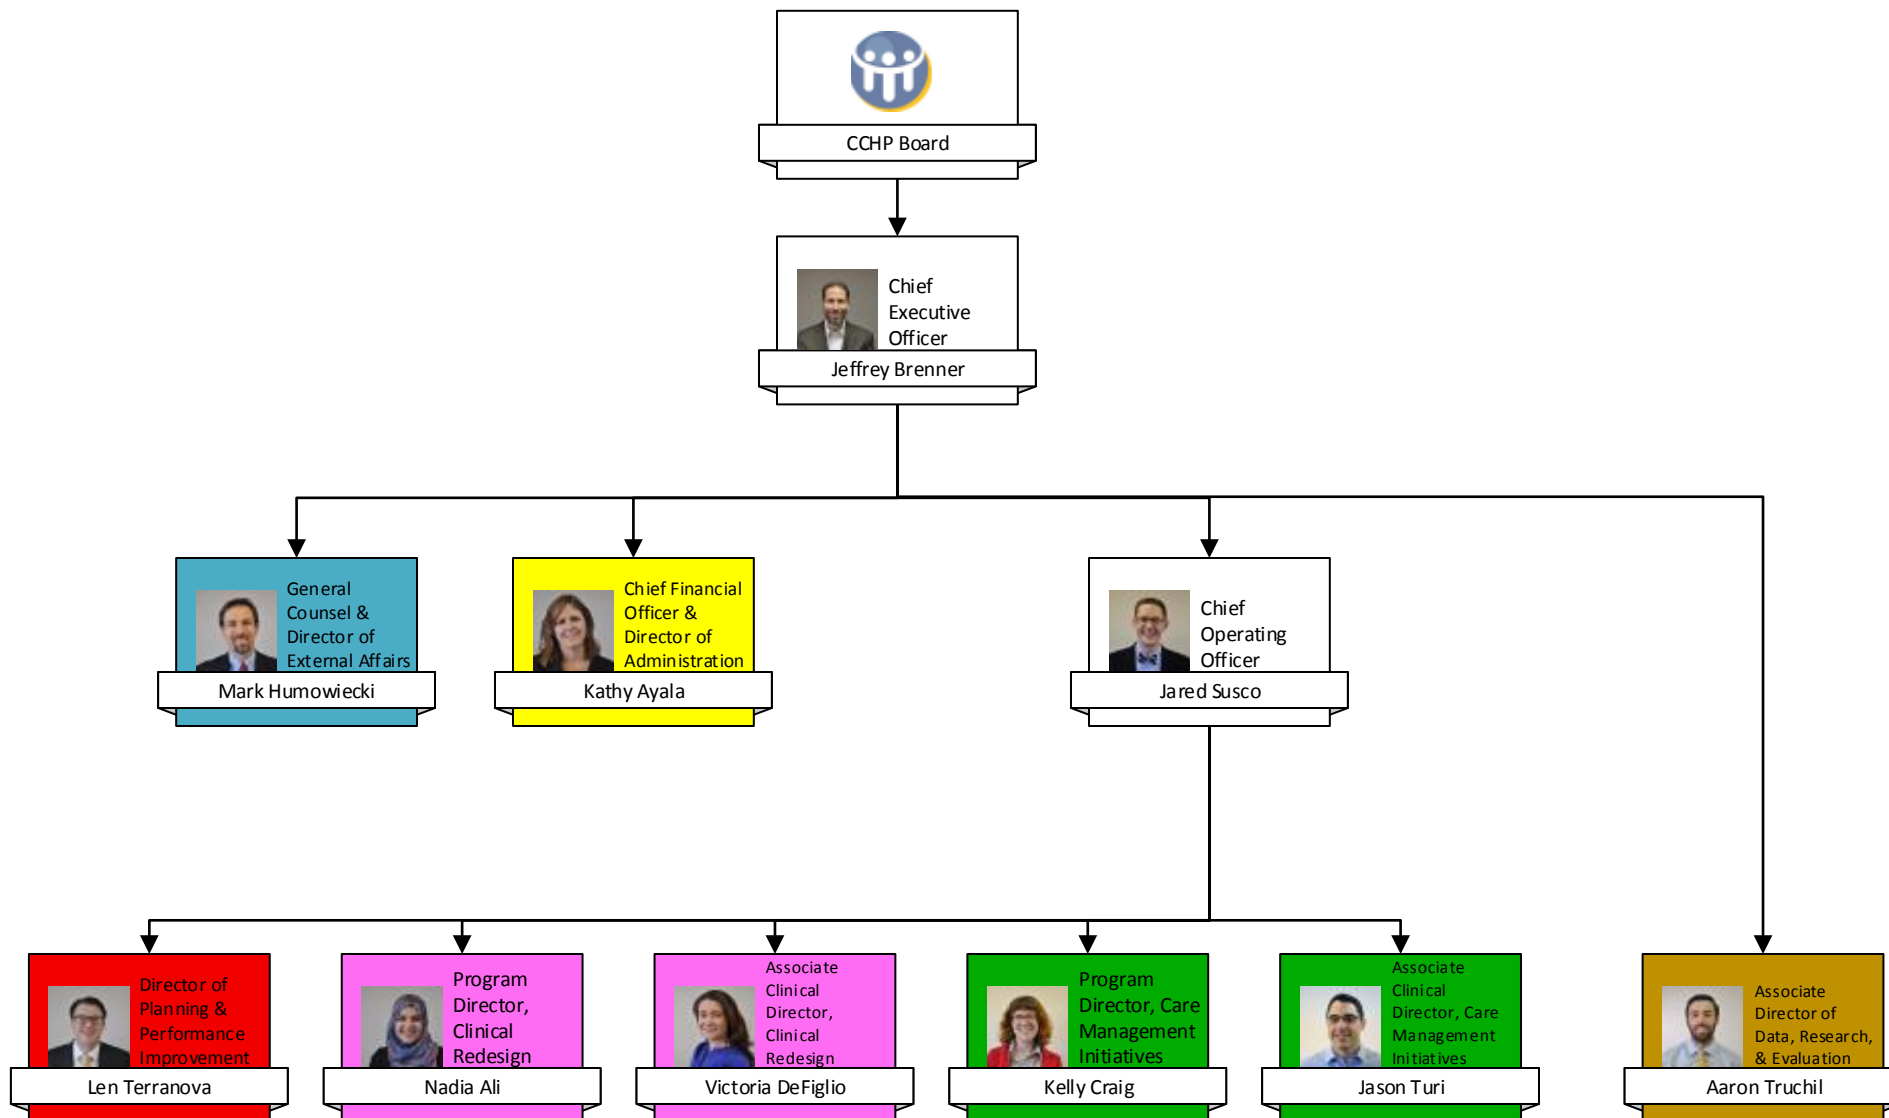 CCHP Board
Chief
Executive
Officer
Jeffrey Brenner
General
Counsel &
Director of
External Affairs
Mark Humowiecki
Chief Financial
Officer &
Director of
Administration
Kathy Ayala
Chief
Operating
Officer
Jared Susco
Director of
Planning &
Performance
Improvement
Len Terranova
Program
Director,
Clinical
Redesign
Nadia Ali
Associate
Clinical
Director,
Clinical
Redesign
Victoria DeFiglio
Program
Director, Care
Management
Initiatives
Kelly Craig
Associate
Clinical
Director, Care
Management
Initiatives
Jason Turi
Associate
Director of
Data, Research,
& Evaluation
Aaron Truchil